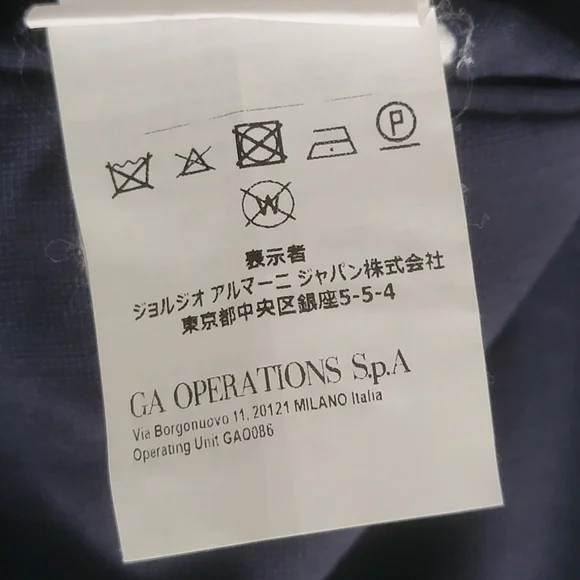 P
W
表示者
ジョルジオ アルマーニ ジャパン株式会社
東京都中央区銀座5-5-4
GA OPERATIONS S.p.A
Via Borgonuovo 11, 20121 MILANO Italia
Operating Unit GAO086